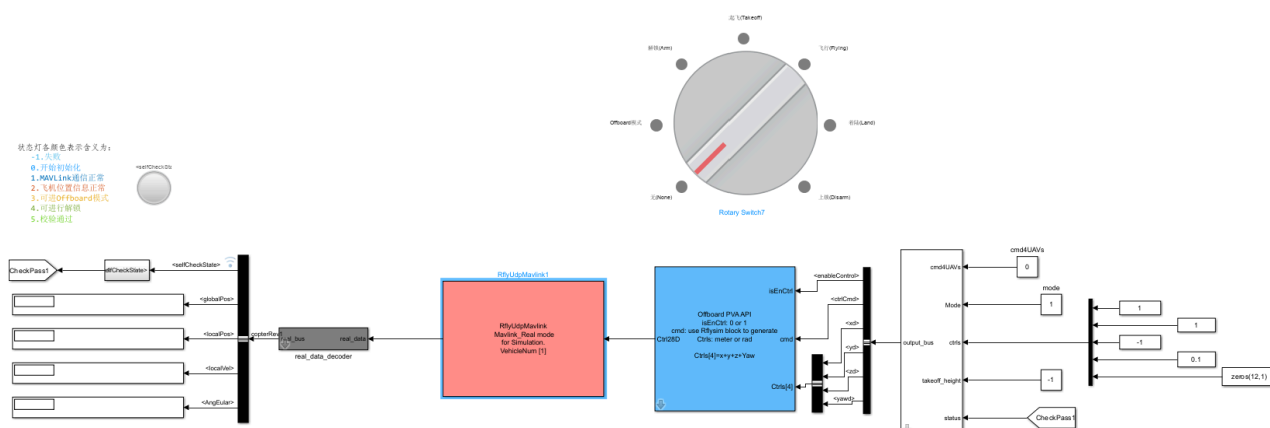 起飞(Takeoff)
解锁(Arm)
飞行(Flying)
Offboard模式
着陆(Land)
无(None)
上锁(Disarm)
Rotary Switch7
状态灯各颜色表示含义为:
-1.失败
0.开始初始化
1.MAVLink通信正常
2.飞机位置信息正常
3.可进Offboard模式
4.可进行解锁
5.校验通过
<selfCheckSta
CheckPass1
elfCheckState>
<selfCheckState>
<globalPos>
<localPos>
<localVel>
<AngEular>
copterRev1
real_bus
real_data
real_data_decoder
RflyUdpMavlink1
RflyUdpMavlink
Mavlink_Real mode
for Simulation.
VehicleNum [1]
Ctrl28D
Offboard PVA API
isEnCtrl: 0 or 1
cmd: use Rflysim block to generate
Ctrls: meter or rad
Ctrls[4]=x+y+z+Yaw
isEnCtrl
cmd
Ctrls[4]
<enableControl>
<ctrlCmd>
<xd>
<yd>
<zd>
<yawd>
output_bus
cmd4UAVs
Mode
ctrls
takeoff_height
status
cmd4UAVs
0
mode
1
1
1
-1
0.1
zeros(12,1)
-1
CheckPass1